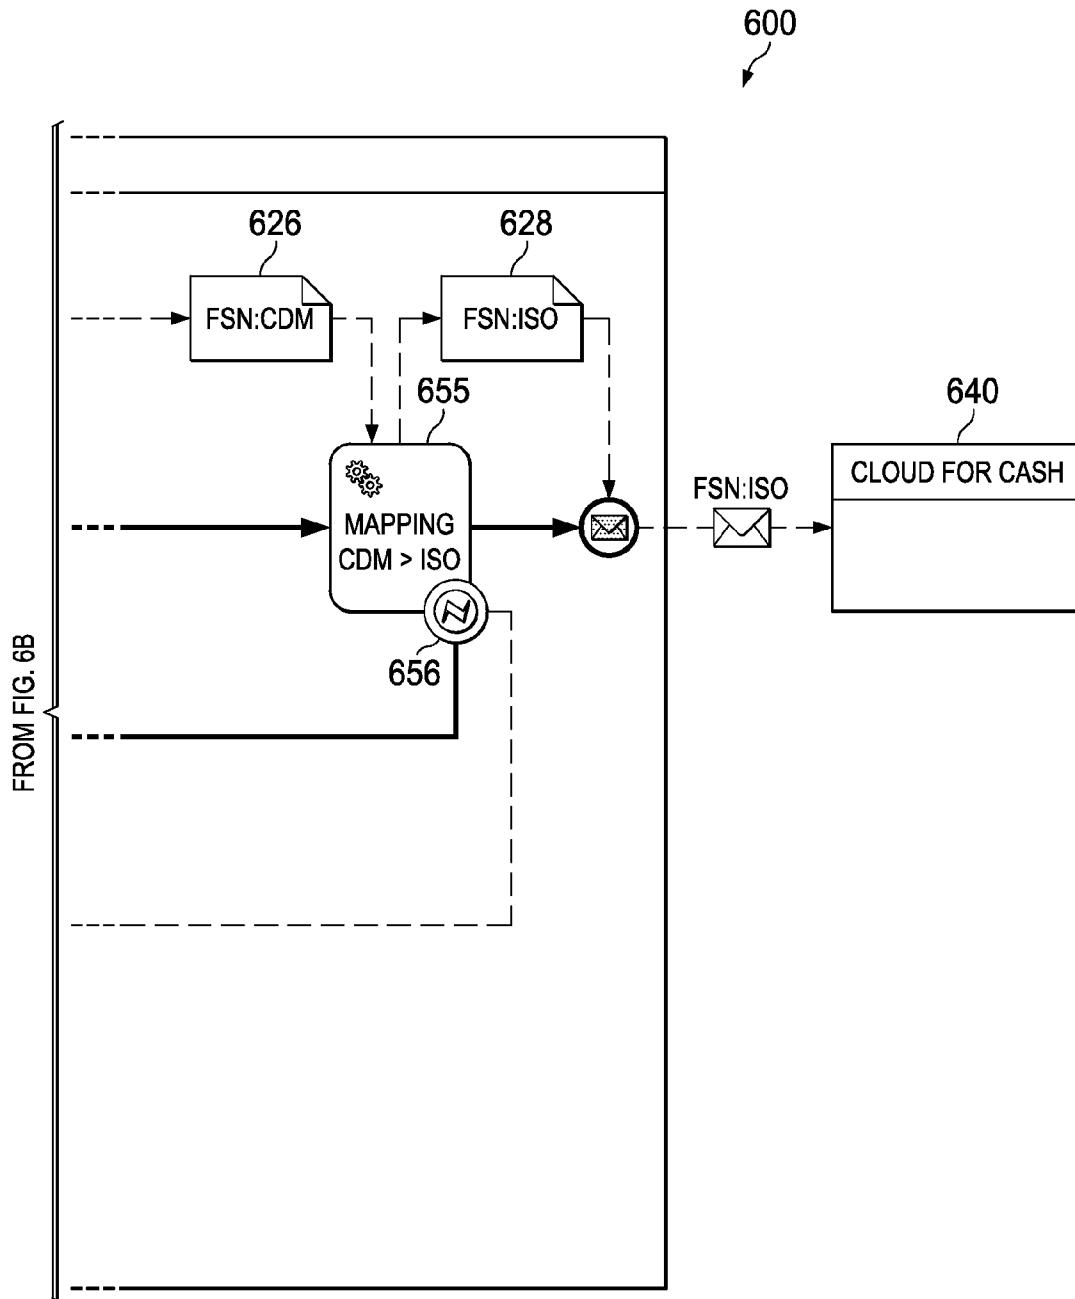 600
626
628
FSN:CDM
FSN:ISO
655
640
CLOUD FOR CASH
FSN:ISO
MAPPING
CDM > ISO
656
FROM FIG. 6B